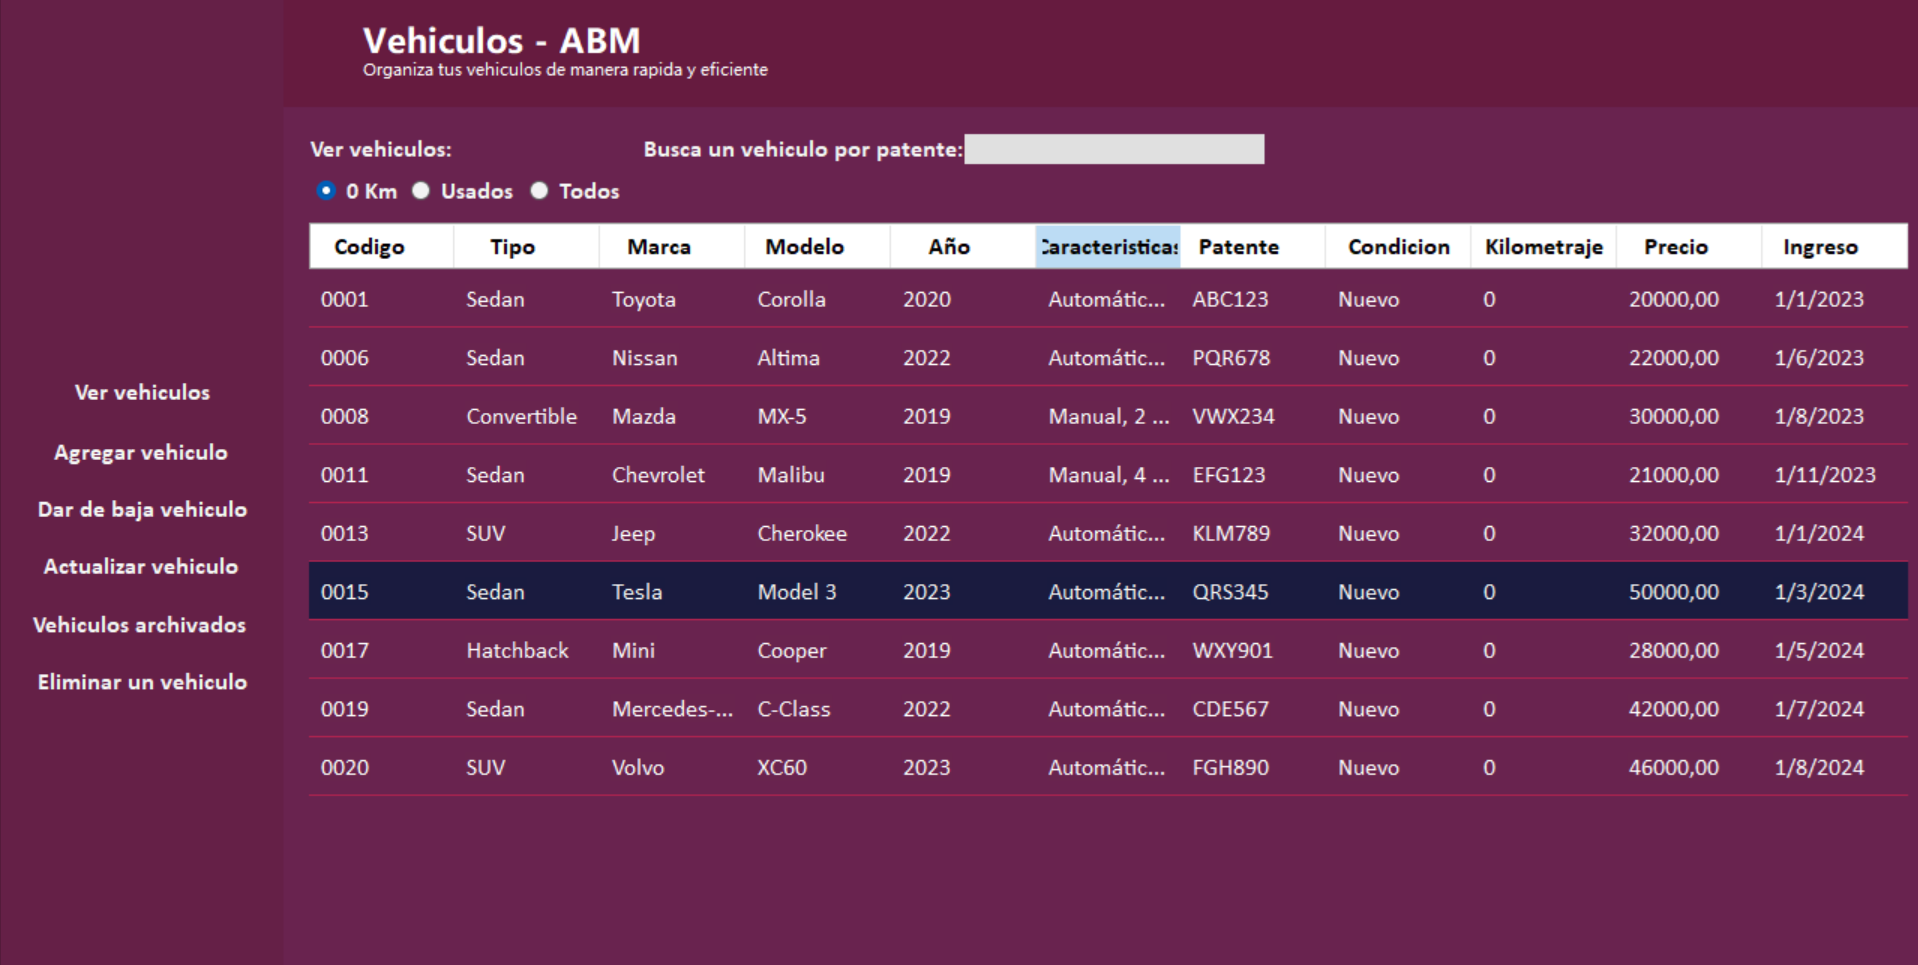 Vehiculos - ABM
Organiza tus vehiculos de manera rapida y eficiente
Ver vehiculos: Busca un vehiculo por patente:
0 Km Usados Todos
Codigo Tipo Marca Modelo Año Caracteristicas Patente Condicion Kilometraje Precio Ingreso
0001 Sedan Toyota Corolla 2020 Automátic... ABC123 Nuevo 0 20000,00 1/1/2023
0006 Sedan Nissan Altima 2022 Automátic... PQR678 Nuevo 0 22000,00 1/6/2023
0008 Convertible Mazda MX-5 2019 Manual, 2 ... VWX234 Nuevo 0 30000,00 1/8/2023
0011 Sedan Chevrolet Malibu 2019 Manual, 4 ... EFG123 Nuevo 0 21000,00 1/11/2023
0013 SUV Jeep Cherokee 2022 Automátic... KLM789 Nuevo 0 32000,00 1/1/2024
0015 Sedan Tesla Model 3 2023 Automátic... QRS345 Nuevo 0 50000,00 1/3/2024
0017 Hatchback Mini Cooper 2019 Automátic... WXY901 Nuevo 0 28000,00 1/5/2024
0019 Sedan Mercedes-... C-Class 2022 Automátic... CDE567 Nuevo 0 42000,00 1/7/2024
0020 SUV Volvo XC60 2023 Automátic... FGH890 Nuevo 0 46000,00 1/8/2024
Ver vehiculos
Agregar vehiculo
Dar de baja vehiculo
Actualizar vehiculo
Vehiculos archivados
Eliminar un vehiculo